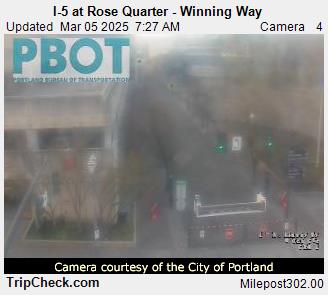 I-5 at Rose Quarter - Winning Way
Updated Mar 05 2025 7:27 AM Camera 4
PBOT
PORTLAND BUREAU OF TRANSPORTATION
Camera courtesy of the City of Portland
TripCheck.com Milepost302.00